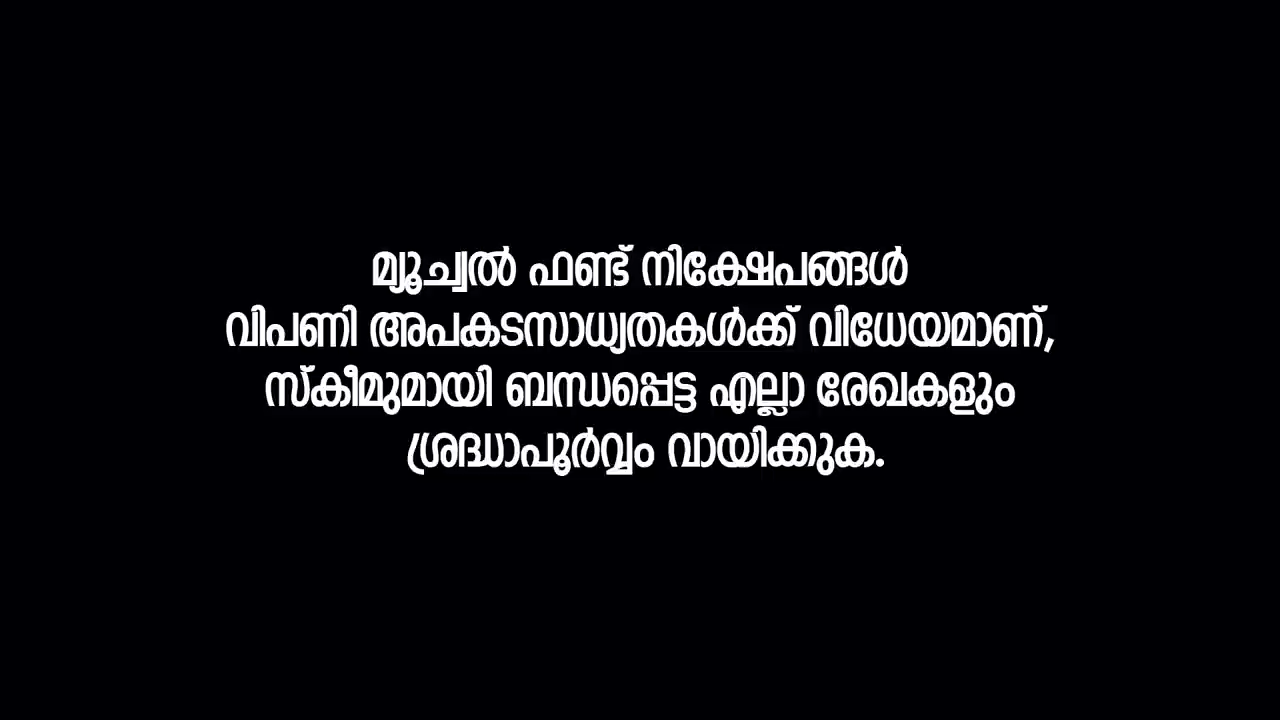 മ്യൂച്വൽ ഫണ്ട് നിക്ഷേപങ്ങൾ
വിപണി അപകടസാധ്യതകൾക്ക് വിധേയമാണ്,
സ്കീമുമായി ബന്ധപ്പെട്ട എല്ലാ രേഖകളും
ശ്രദ്ധാപൂർവ്വം വായിക്കുക.